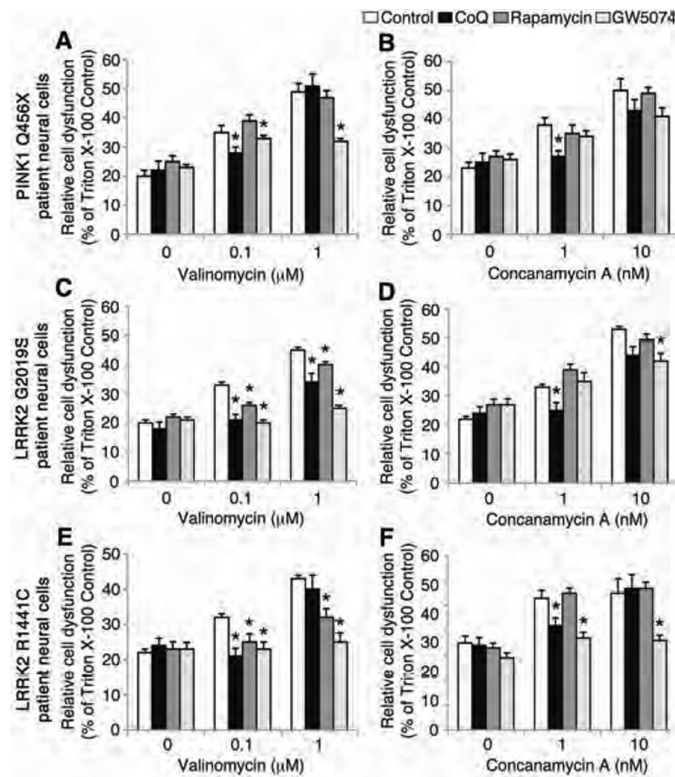 Control CoQ Rapamycin GW5074
A
B
PINK1 Q456X
patient neural cells
Relative cell dysfunction
(% of Triton X-100 Control)
60
50
40
30
20
10
0
*
*
*
0 0.1 1
Valinomycin (μM)
Relative cell dysfunction
(% of Triton X-100 Control)
60
50
40
30
20
10
0
*
0 1 10
Concanamycin A (nM)
C
D
LRRK2 G2019S
patient neural cells
Relative cell dysfunction
(% of Triton X-100 Control)
60
50
40
30
20
10
0
*
*
*
*
*
*
0 0.1 1
Valinomycin (μM)
Relative cell dysfunction
(% of Triton X-100 Control)
60
50
40
30
20
10
0
*
*
0 1 10
Concanamycin A (nM)
E
F
LRRK2 R1441C
patient neural cells
Relative cell dysfunction
(% of Triton X-100 Control)
50
40
30
20
10
0
*
*
*
*
*
0 0.1 1
Valinomycin (μM)
Relative cell dysfunction
(% of Triton X-100 Control)
60
50
40
30
20
10
0
*
*
*
0 1 10
Concanamycin A (nM)